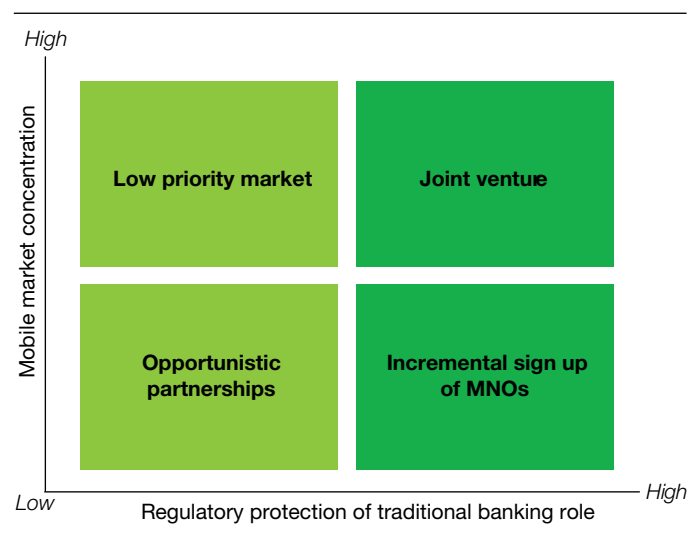 High
Mobile market concentration
Low priority market
Joint venture
Opportunistic
partnerships
Incremental sign up
of MNOs
Low
High
Regulatory protection of traditional banking role